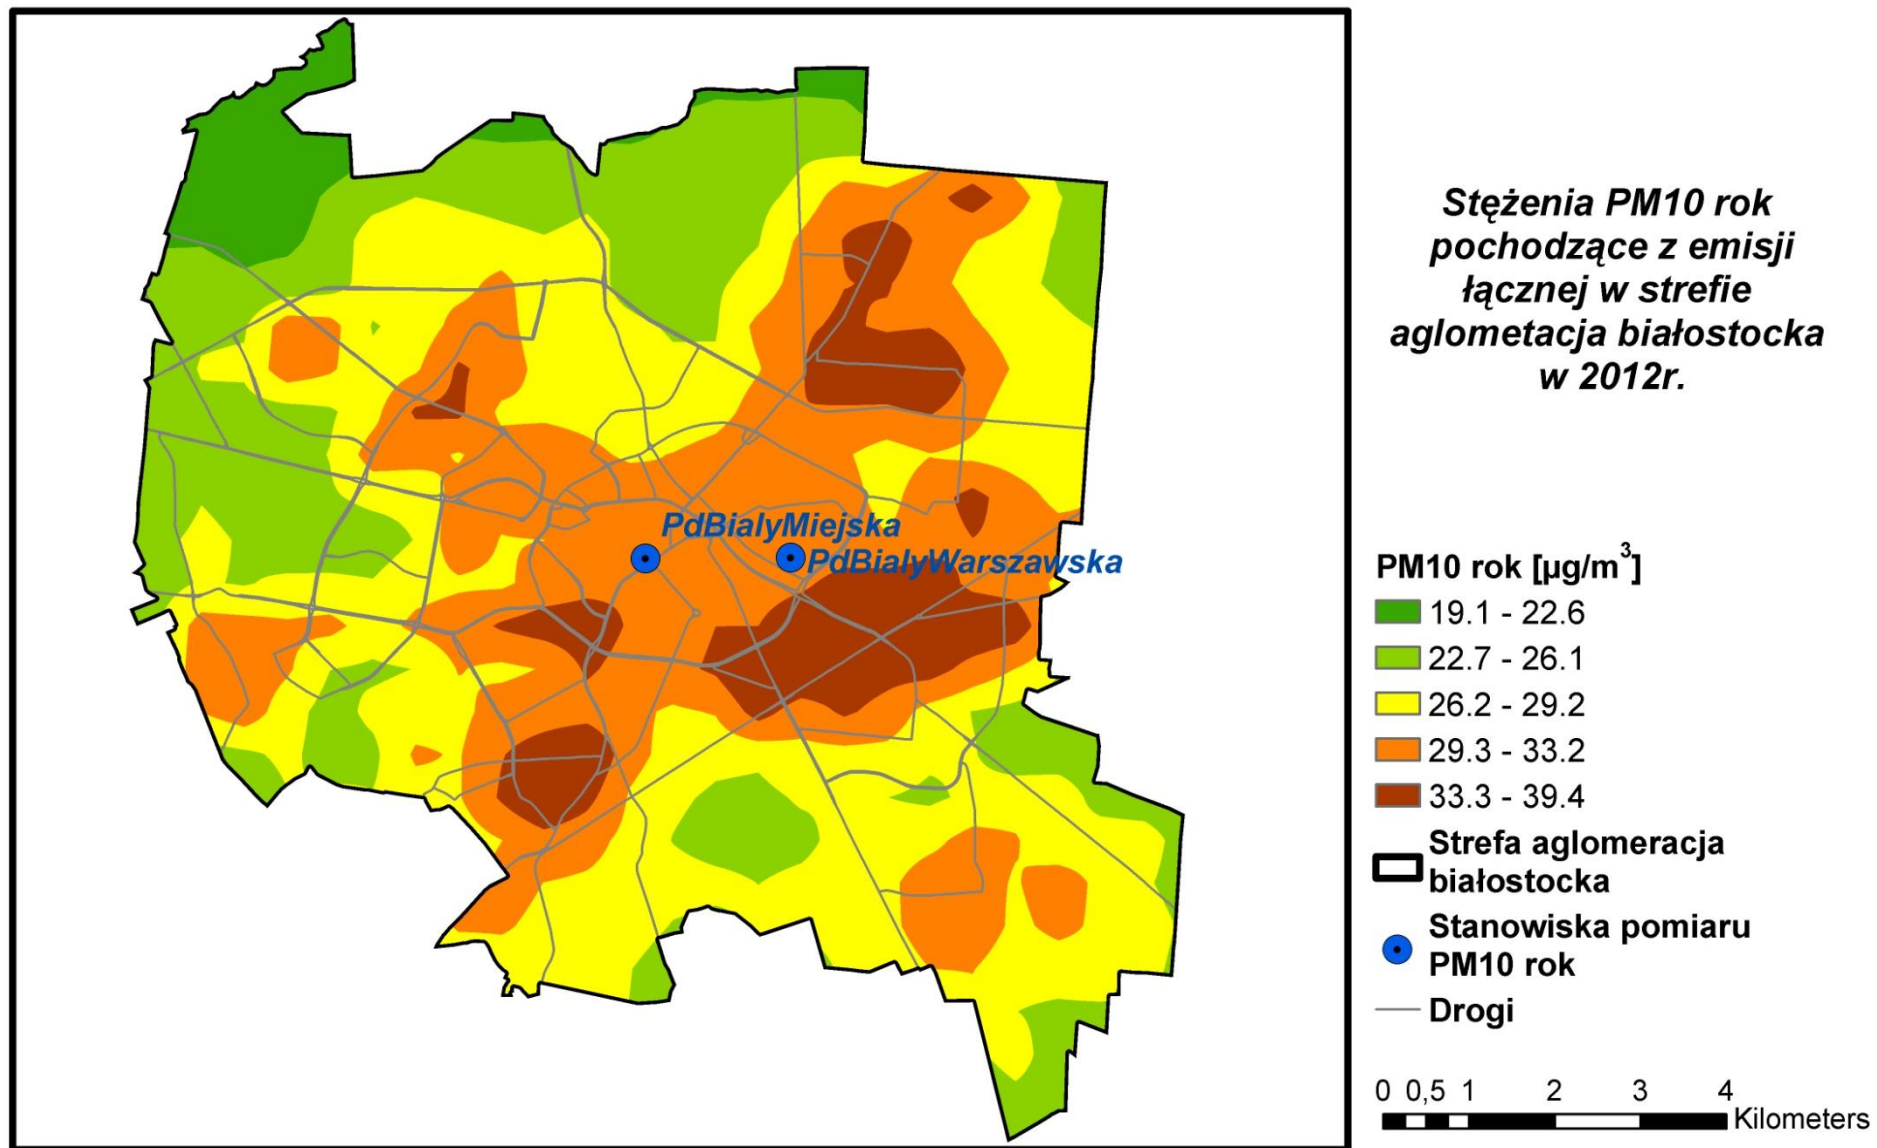 Stężenia PM10 rok
pochodzące z emisji
łącznej w strefie
aglometacja białostocka
w 2012r.
PdBialyMiejska
PdBialyWarszawska
PM10 rok [µg/m³]
19.1 - 22.6
22.7 - 26.1
26.2 - 29.2
29.3 - 33.2
33.3 - 39.4
Strefa aglomeracja
białostocka
Stanowiska pomiaru
PM10 rok
Drogi
0 0,5 1 2 3 4
Kilometers